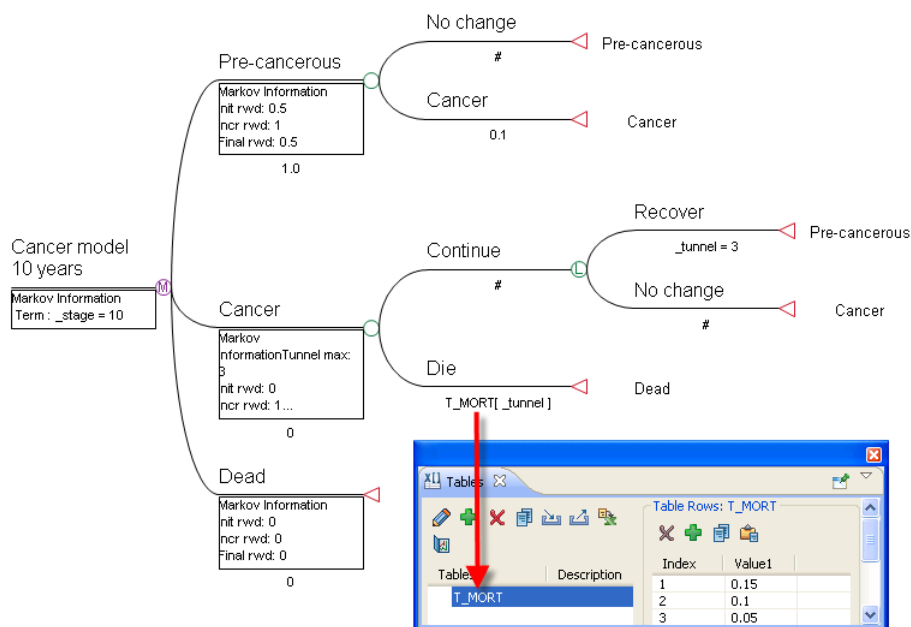 No change
#
Pre-cancerous
Pre-cancerous
Markov Information
nit rwd: 0.5
ncr rwd: 1
Final rwd: 0.5
1.0
Cancer
0.1
Cancer
Cancer model
10 years
Markov Information
Term : _stage = 10
M
Cancer
Markov
nformationTunnel max:
3
nit rwd: 0
ncr rwd: 1...
0
Continue
#
L
Recover
_tunnel = 3
Pre-cancerous
No change
#
Cancer
Die
T_MORT[ _tunnel ]
Dead
Dead
Markov Information
nit rwd: 0
ncr rwd: 0
Final rwd: 0
0
Tables
Table Rows: T_MORT
Tables Description
T_MORT
Index Value1
1 0.15
2 0.1
3 0.05